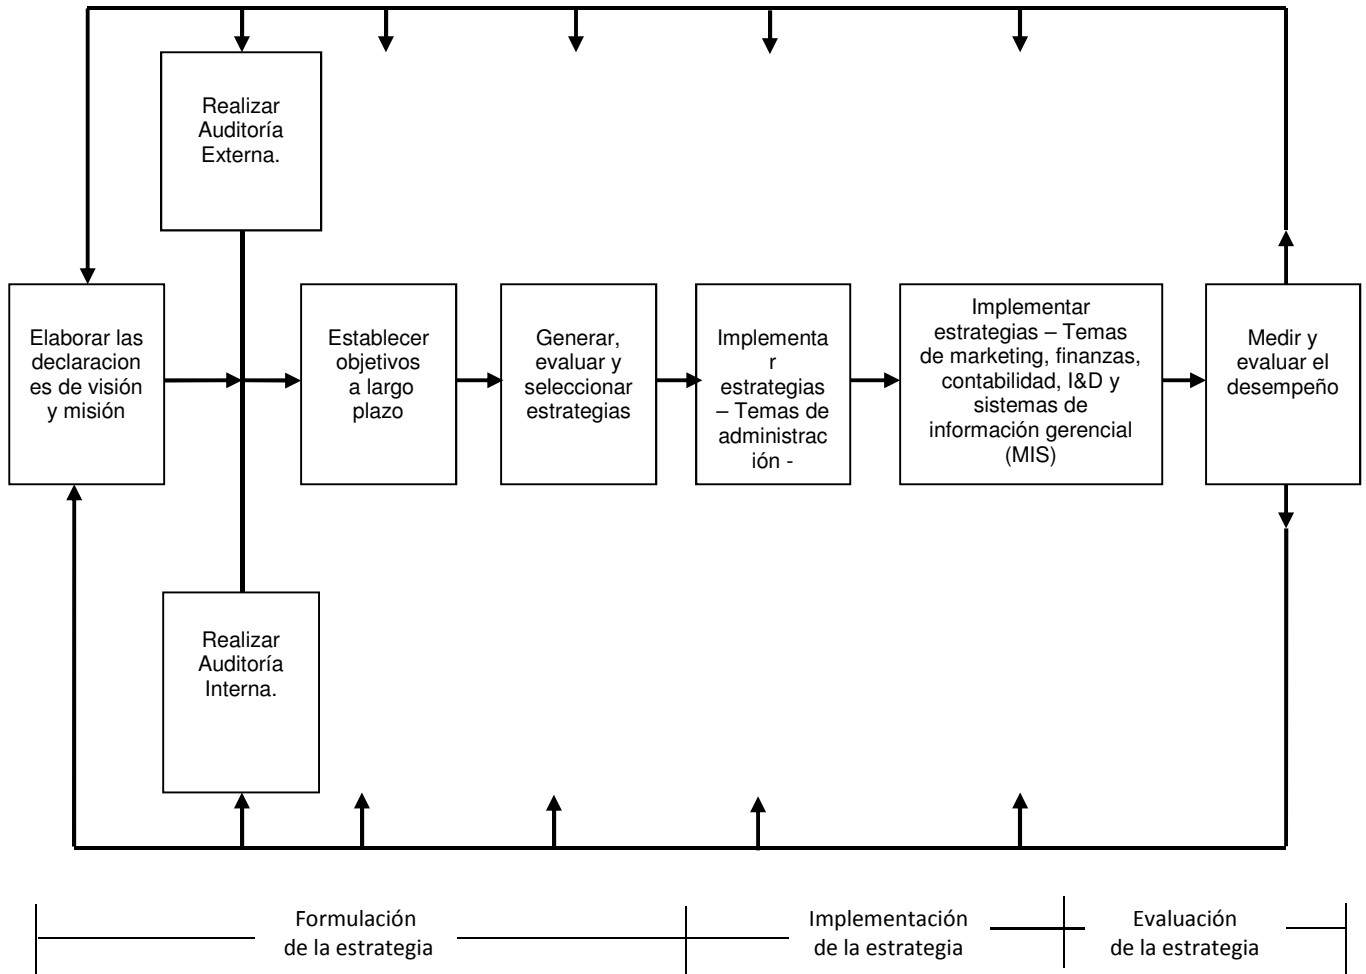 Realizar
Auditoría
Externa.
Elaborar las
declaracion
es de visión
y misión
Establecer
objetivos
a largo
plazo
Generar,
evaluar y
seleccionar
estrategias
Implementa
r
estrategias
– Temas de
administrac
ión -
Implementar
estrategias – Temas
de marketing, finanzas,
contabilidad, I&D y
sistemas de
información gerencial
(MIS)
Medir y
evaluar el
desempeño
Realizar
Auditoría
Interna.
Formulación
de la estrategia
Implementación
de la estrategia
Evaluación
de la estrategia